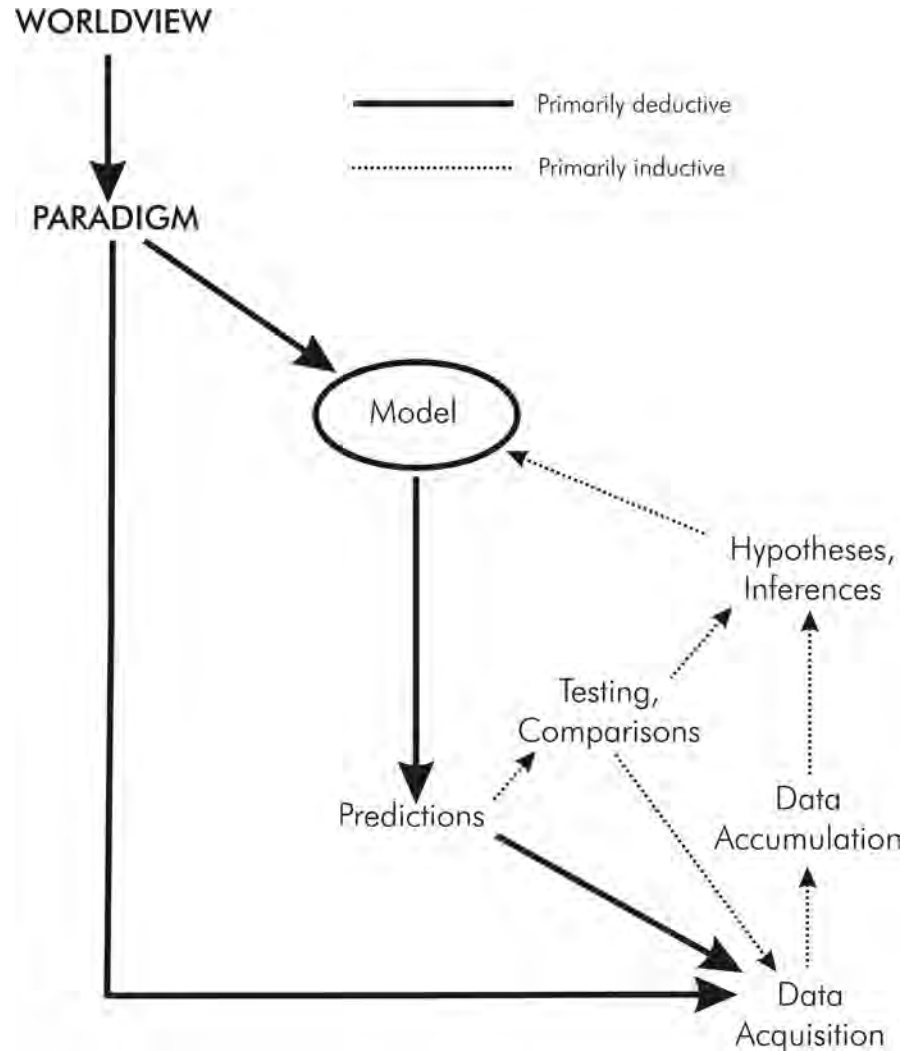 WORLDVIEW
Primarily deductive
Primarily inductive
PARADIGM
Model
Hypotheses,
Inferences
Testing,
Comparisons
Predictions
Data
Accumulation
Data
Acquisition